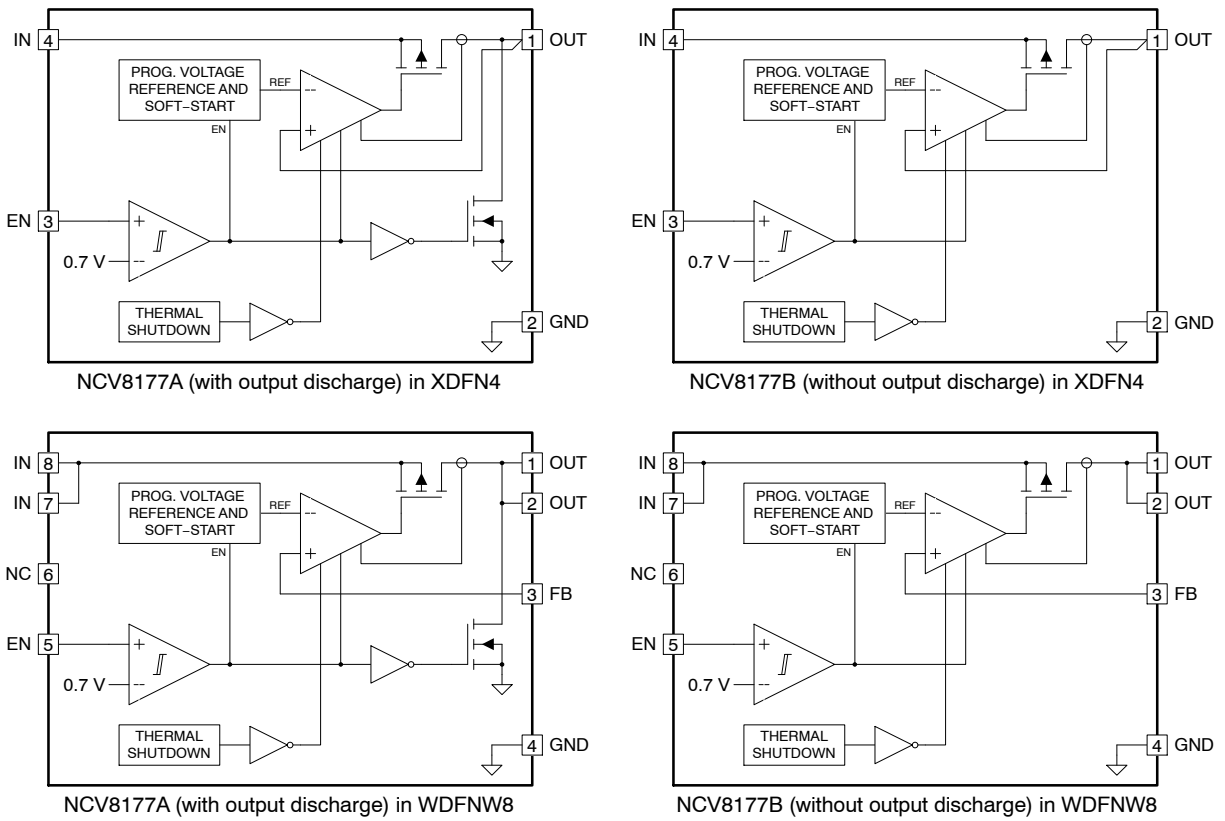 IN 4
1 OUT
PROG. VOLTAGE
REFERENCE AND
SOFT−START
REF
--
+
EN
EN 3
+
0.7 V
--
THERMAL
SHUTDOWN
2 GND
NCV8177A (with output discharge) in XDFN4
IN 4
1 OUT
PROG. VOLTAGE
REFERENCE AND
SOFT−START
REF
--
+
EN
EN 3
+
0.7 V
--
THERMAL
SHUTDOWN
2 GND
NCV8177B (without output discharge) in XDFN4
IN 8
1 OUT
IN 7
2 OUT
PROG. VOLTAGE
REFERENCE AND
SOFT−START
REF
--
+
EN
NC 6
3 FB
EN 5
+
0.7 V
--
THERMAL
SHUTDOWN
4 GND
NCV8177A (with output discharge) in WDFNW8
IN 8
1 OUT
IN 7
2 OUT
PROG. VOLTAGE
REFERENCE AND
SOFT−START
REF
--
+
EN
NC 6
3 FB
EN 5
+
0.7 V
--
THERMAL
SHUTDOWN
4 GND
NCV8177B (without output discharge) in WDFNW8